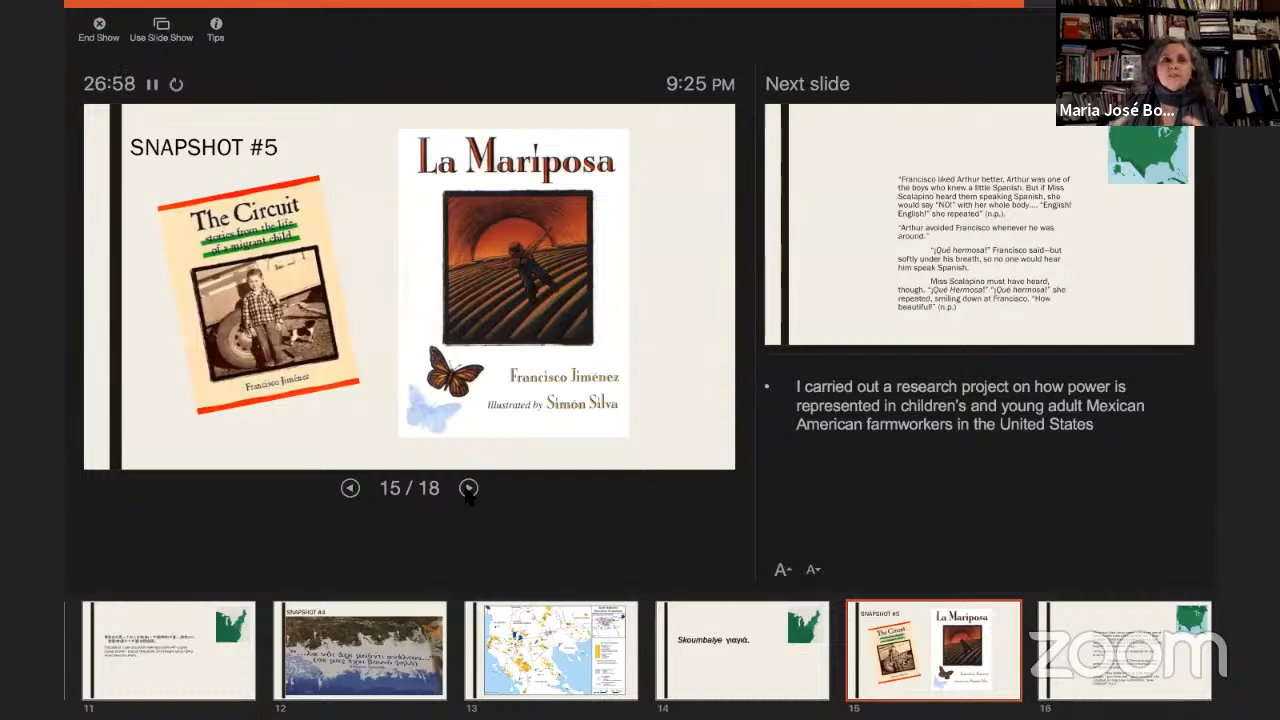 End Show
Use Slide Show
Tips
26:58
9:25 PM
Next slide
Maria José Bo...
SNAPSHOT #5
The Circuit
stories from the life
of a migrant child
Francisco Jiménez
La Mariposa
Francisco Jiménez
Illustrated by Simón Silva
"Francisco liked Arthur better. Arthur was one of
the boys who knew a little Spanish. But if Miss
Scalapino heard them speaking Spanish, she
would say "NO!" with her whole body.... "English!
English!" she repeated" (n.p.).
"Arthur avoided Francisco whenever he was
around."
"¡Qué hermosa!" Francisco said—but
softly under his breath, so no one would hear
him speak Spanish.
Miss Scalapino must have heard,
though. "¡Qué Hermosa!" "¡Qué hermosa!" she
repeated, smiling down at Francisco. "How
beautiful!" (n.p.)
• I carried out a research project on how power is
represented in children's and young adult Mexican
American farmworkers in the United States
15 / 18
A A
SNAPSHOT #4
Skoumbaiye γιαγιά.
SNAPSHOT #5
The Circuit
La Mariposa
Francisco Jiménez
Simón Silva
zoom
11
12
13
14
15
16